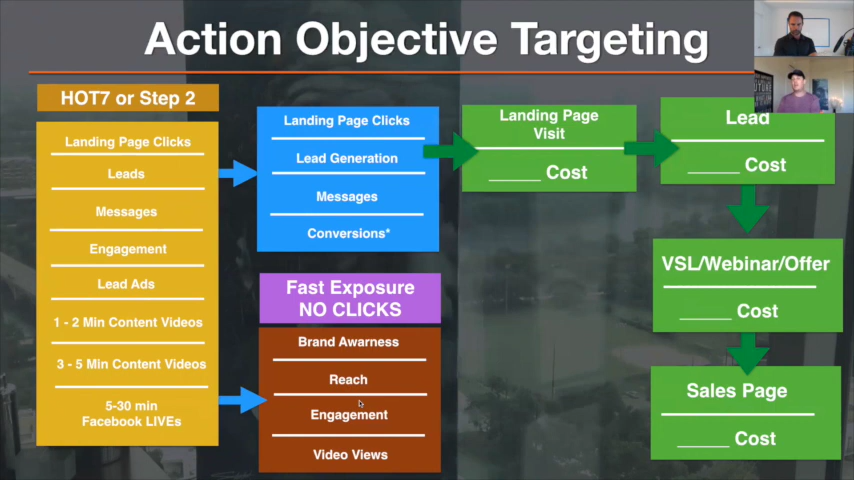 Action Objective Targeting
HOT7 or Step 2
Landing Page Clicks
Leads
Messages
Engagement
Lead Ads
1 - 2 Min Content Videos
3 - 5 Min Content Videos
5-30 min
Facebook LIVEs
Landing Page Clicks
Lead Generation
Messages
Conversions*
Fast Exposure
NO CLICKS
Brand Awarness
Reach
Engagement
Video Views
Landing Page
Visit
_____ Cost
Lead
_____ Cost
VSL/Webinar/Offer
_____ Cost
Sales Page
_____ Cost